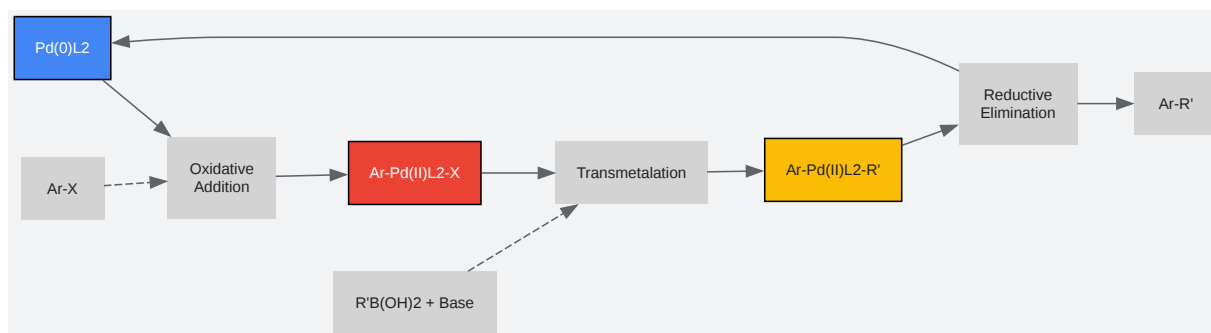 Pd(0)L2
Ar-X
Oxidative
Addition
Ar-Pd(II)L2-X
R'B(OH)2 + Base
Transmetalation
Ar-Pd(II)L2-R'
Reductive
Elimination
Ar-R'